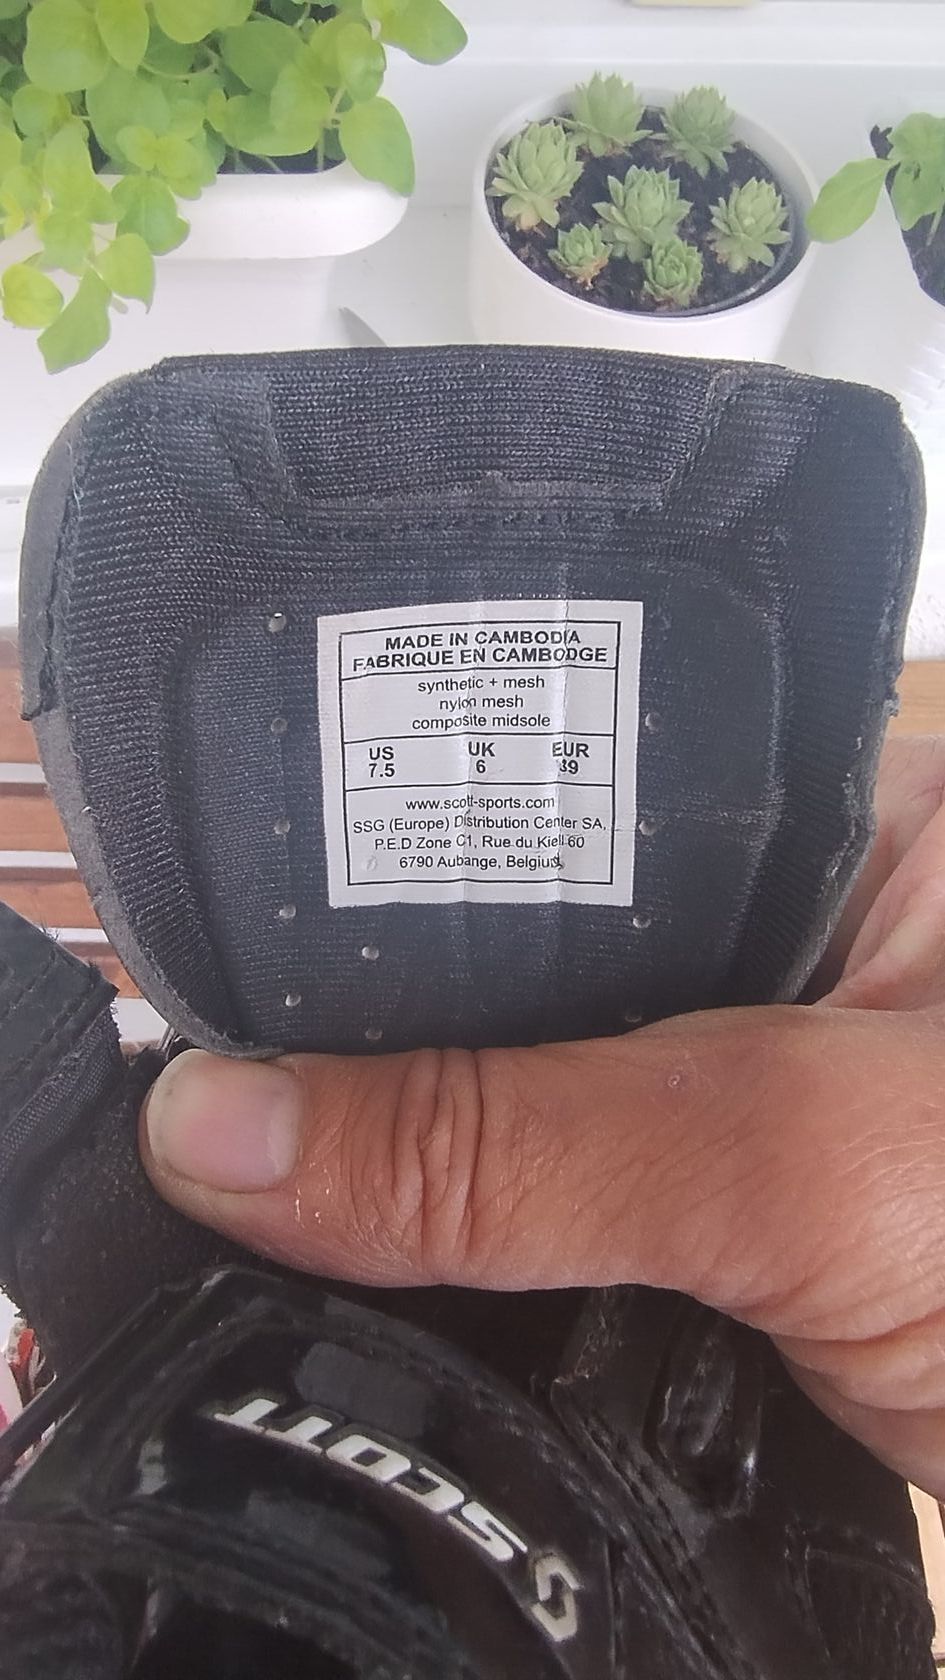 MADE IN CAMBODIA
FABRIQUE EN CAMBODGE
synthetic + mesh
nylon mesh
composite midsole
US UK EUR
7.5 6 39
www.scott-sports.com
SSG (Europe) Distribution Center SA,
P.E.D Zone C1, Rue du Kiell 60
6790 Aubange, Belgium
SCOTT